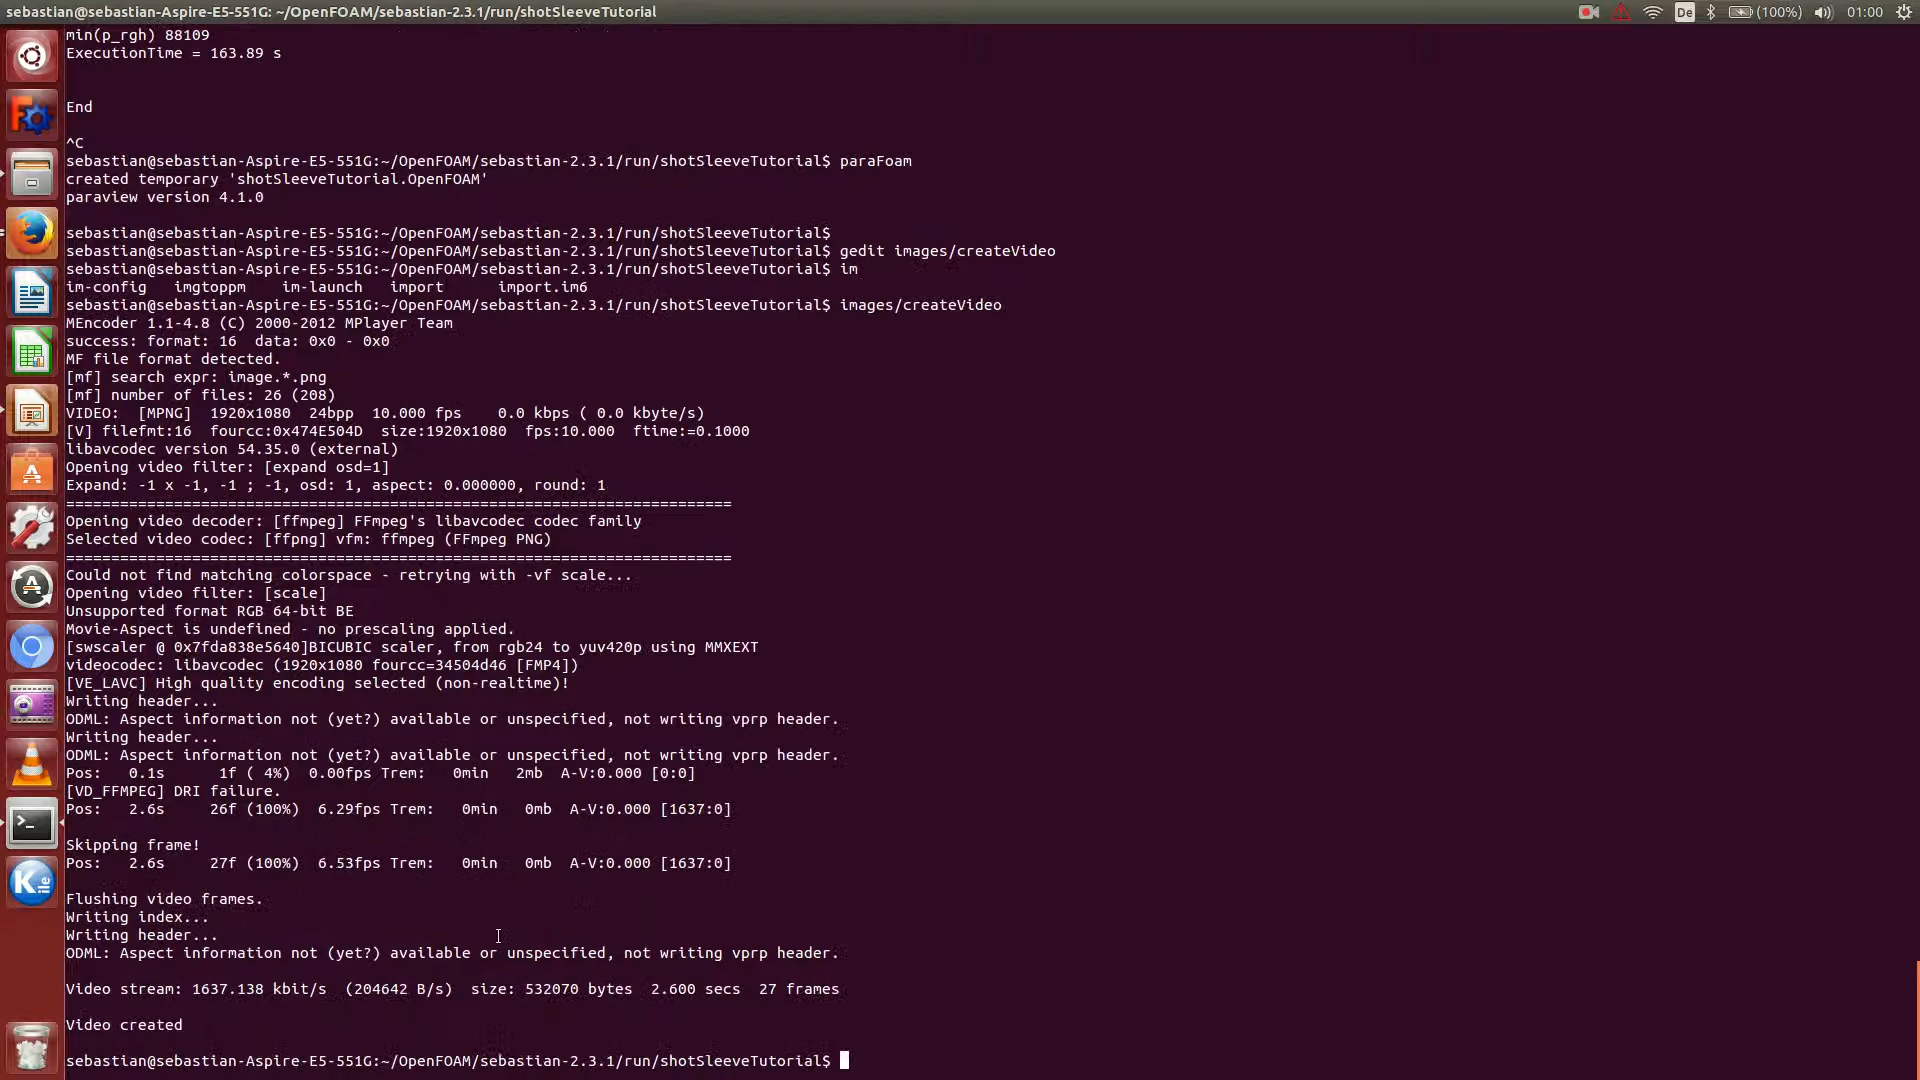 sebastian@sebastian-Aspire-E5-551G: ~/OpenFOAM/sebastian-2.3.1/run/shotSleeveTutorial
De
(100%)
01:00
min(p_rgh) 88109
ExecutionTime = 163.89 s
End
^C
sebastian@sebastian-Aspire-E5-551G:~/OpenFOAM/sebastian-2.3.1/run/shotSleeveTutorial$ paraFoam
created temporary 'shotSleeveTutorial.OpenFOAM'
paraview version 4.1.0
sebastian@sebastian-Aspire-E5-551G:~/OpenFOAM/sebastian-2.3.1/run/shotSleeveTutorial$
sebastian@sebastian-Aspire-E5-551G:~/OpenFOAM/sebastian-2.3.1/run/shotSleeveTutorial$ gedit images/createVideo
sebastian@sebastian-Aspire-E5-551G:~/OpenFOAM/sebastian-2.3.1/run/shotSleeveTutorial$ im
im-config   imgtoppm    im-launch   import      import.im6
sebastian@sebastian-Aspire-E5-551G:~/OpenFOAM/sebastian-2.3.1/run/shotSleeveTutorial$ images/createVideo
MEncoder 1.1-4.8 (C) 2000-2012 MPlayer Team
success: format: 16  data: 0x0 - 0x0
MF file format detected.
[mf] search expr: image.*.png
[mf] number of files: 26 (208)
VIDEO:  [MPNG]  1920x1080  24bpp  10.000 fps    0.0 kbps ( 0.0 kbyte/s)
[V] filefmt:16  fourcc:0x474E504D  size:1920x1080  fps:10.000  ftime:=0.1000
libavcodec version 54.35.0 (external)
Opening video filter: [expand osd=1]
Expand: -1 x -1, -1 ; -1, osd: 1, aspect: 0.000000, round: 1
==========================================================================
Opening video decoder: [ffmpeg] FFmpeg's libavcodec codec family
Selected video codec: [ffpng] vfm: ffmpeg (FFmpeg PNG)
==========================================================================
Could not find matching colorspace - retrying with -vf scale...
Opening video filter: [scale]
Unsupported format RGB 64-bit BE
Movie-Aspect is undefined - no prescaling applied.
[swscaler @ 0x7fda838e5640]BICUBIC scaler, from rgb24 to yuv420p using MMXEXT
videocodec: libavcodec (1920x1080 fourcc=34504d46 [FMP4])
[VE_LAVC] High quality encoding selected (non-realtime)!
Writing header...
ODML: Aspect information not (yet?) available or unspecified, not writing vprp header.
Writing header...
ODML: Aspect information not (yet?) available or unspecified, not writing vprp header.
Pos:   0.1s      1f ( 4%)  0.00fps Trem:   0min   2mb  A-V:0.000 [0:0]
[VD_FFMPEG] DRI failure.
Pos:   2.6s     26f (100%)  6.29fps Trem:   0min   0mb  A-V:0.000 [1637:0]
Skipping frame!
Pos:   2.6s     27f (100%)  6.53fps Trem:   0min   0mb  A-V:0.000 [1637:0]
Flushing video frames.
Writing index...
Writing header...
ODML: Aspect information not (yet?) available or unspecified, not writing vprp header.
Video stream: 1637.138 kbit/s  (204642 B/s)  size: 532070 bytes  2.600 secs  27 frames
Video created
sebastian@sebastian-Aspire-E5-551G:~/OpenFOAM/sebastian-2.3.1/run/shotSleeveTutorial$